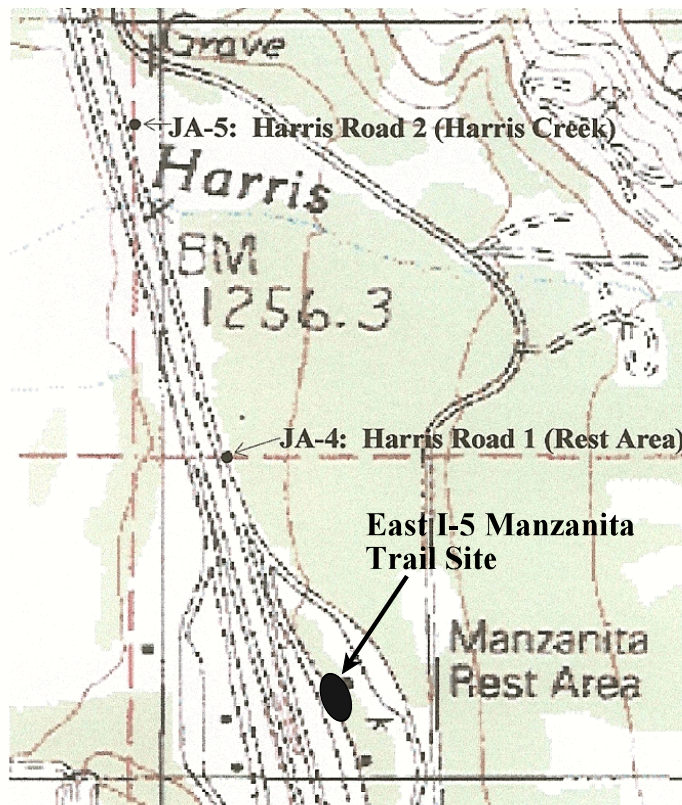 Grave
JA-5: Harris Road 2 (Harris Creek)
Harris
BM
1256.3
JA-4: Harris Road 1 (Rest Area)
East I-5 Manzanita
Trail Site
Manzanita
Rest Area